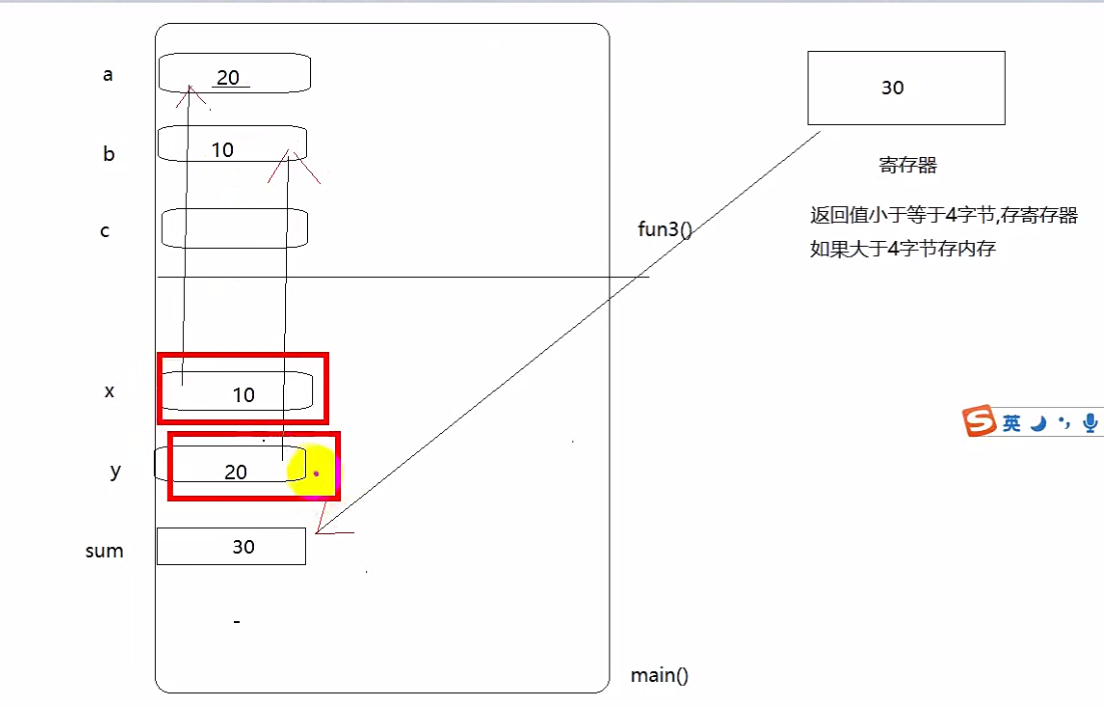 a
20
b
10
c
fun3()
x
10
y
20
sum
30
-
main()
30
寄存器
返回值小于等于4字节,存寄存器
如果大于4字节存内存
S
英